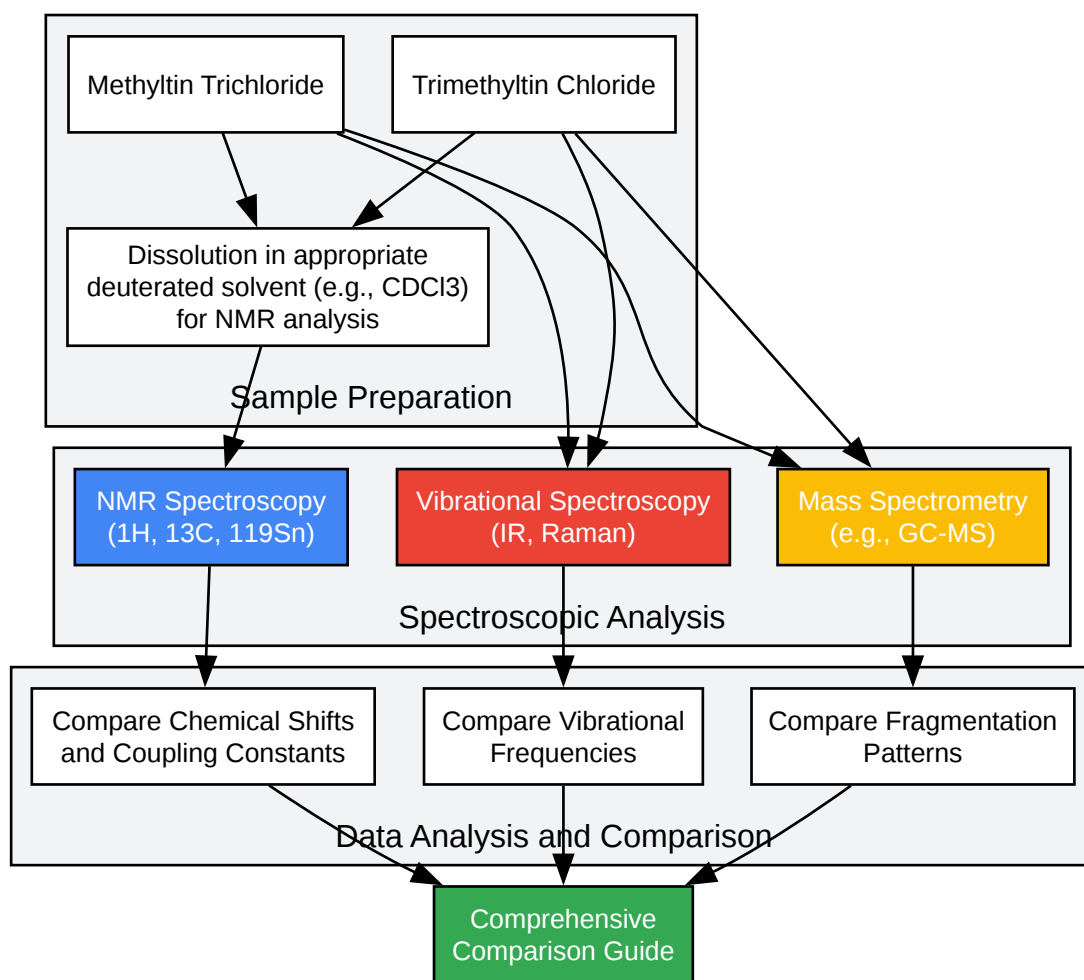 Methyltin Trichloride
Trimethyltin Chloride
Dissolution in appropriate
deuterated solvent (e.g., CDCl3)
for NMR analysis
Sample Preparation
NMR Spectroscopy
(1H, 13C, 119Sn)
Vibrational Spectroscopy
(IR, Raman)
Mass Spectrometry
(e.g., GC-MS)
Spectroscopic Analysis
Compare Chemical Shifts
and Coupling Constants
Compare Vibrational
Frequencies
Compare Fragmentation
Patterns
Data Analysis and Comparison
Comprehensive
Comparison Guide